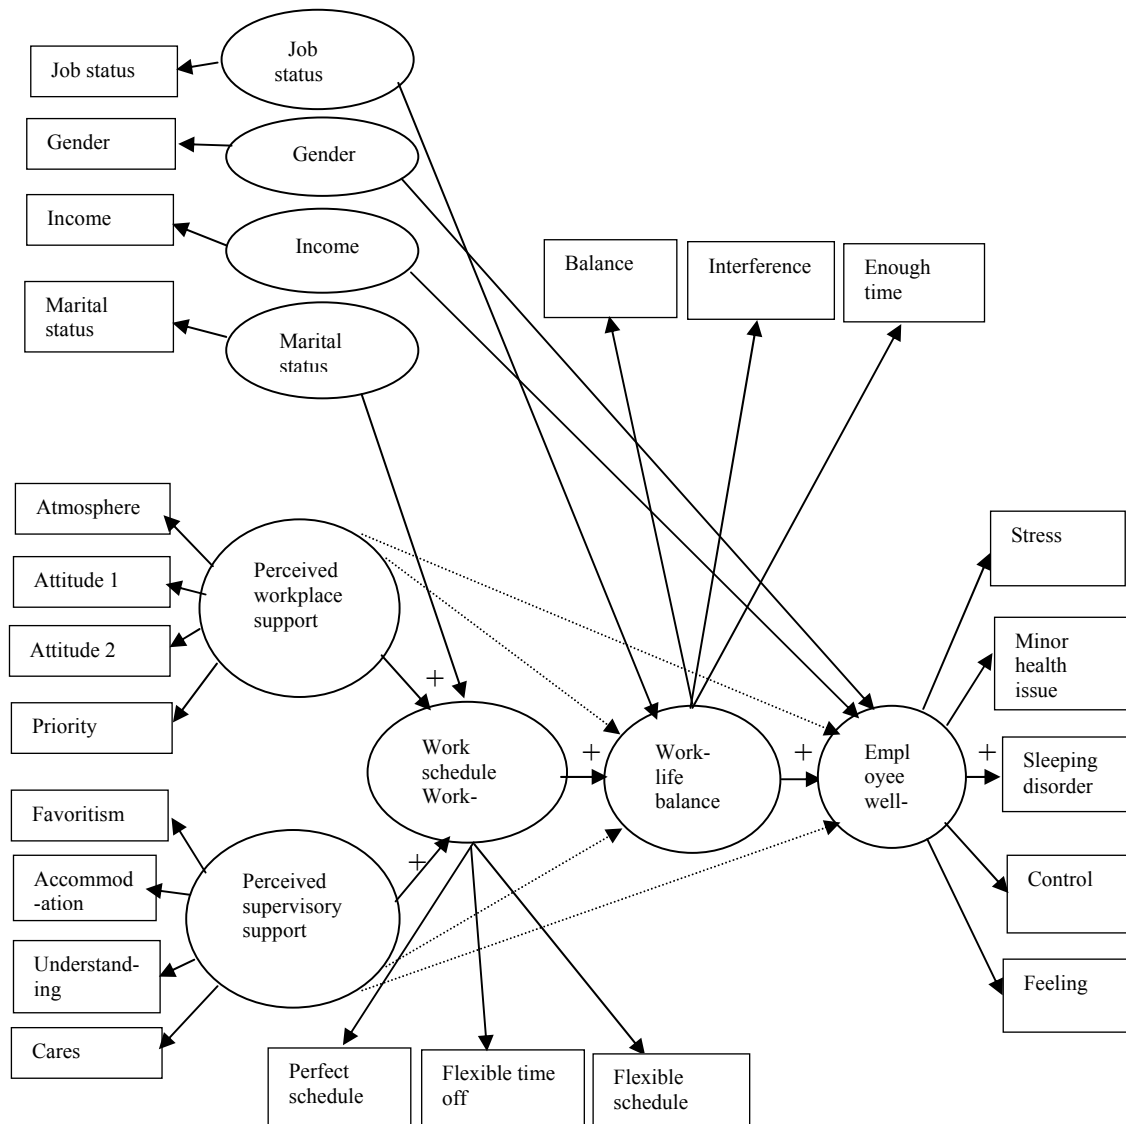 Job status
Job
status
Gender
Gender
Income
Income
Marital
status
Marital
status
Balance
Interference
Enough
time
Atmosphere
Attitude 1
Attitude 2
Priority
Perceived
workplace
support
+
Stress
Minor
health
issue
Sleeping
disorder
Control
Feeling
Work
schedule
Work-
+
Work-
life
balance
+
Empl
oyee
well-
+
Favoritism
Accommod
-ation
Understand-
ing
Cares
Perceived
supervisory
support
+
Perfect
schedule
Flexible time
off
Flexible
schedule